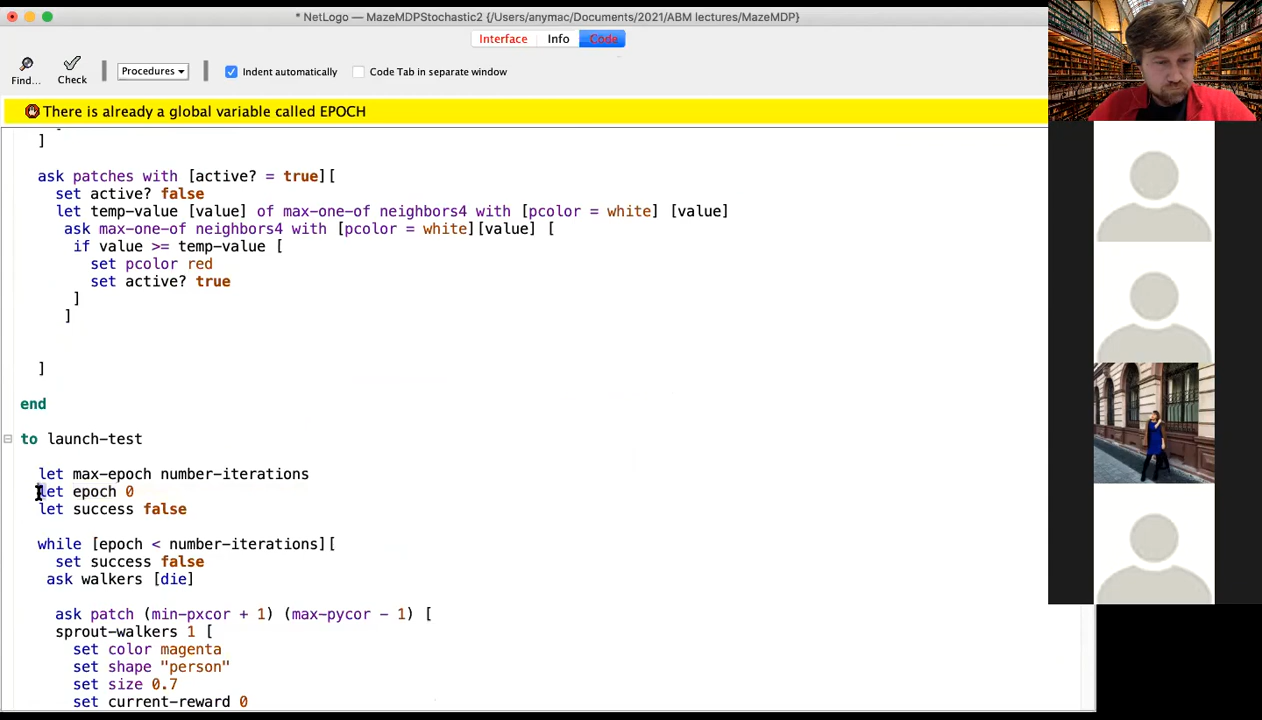 * NetLogo — MazeMDPStochastic2 {/Users/anymac/Documents/2021/ABM lectures/MazeMDP}
Interface Info Code
Find... Check Procedures Indent automatically Code Tab in separate window
There is already a global variable called EPOCH
]
ask patches with [active? = true][
set active? false
let temp-value [value] of max-one-of neighbors4 with [pcolor = white] [value]
ask max-one-of neighbors4 with [pcolor = white][value] [
if value >= temp-value [
set pcolor red
set active? true
]
]
]
end
to launch-test
let max-epoch number-iterations
let epoch 0
let success false
while [epoch < number-iterations][
set success false
ask walkers [die]
ask patch (min-pxcor + 1) (max-pycor - 1) [
sprout-walkers 1 [
set color magenta
set shape "person"
set size 0.7
set current-reward 0